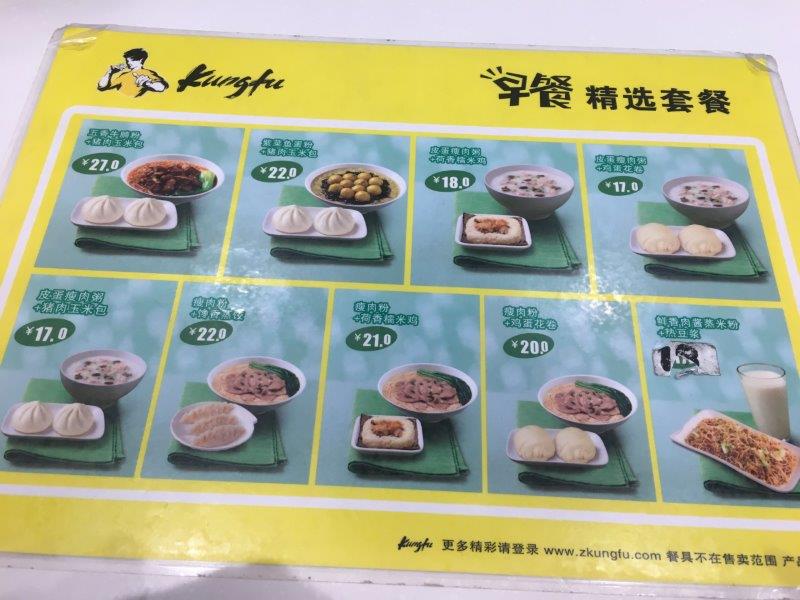 Kungfu
早餐 精选套餐
五香牛腩粉
+猪肉玉米包
¥27.0
紫菜鱼蛋粉
+猪肉玉米包
¥22.0
皮蛋瘦肉粥
+荷香糯米鸡
¥18.0
皮蛋瘦肉粥
+鸡蛋花卷
¥17.0
皮蛋瘦肉粥
+猪肉玉米包
¥17.0
瘦肉粉
¥22.0
瘦肉粉
+荷香糯米鸡
¥21.0
瘦肉粉
+鸡蛋花卷
¥20.0
鲜香肉酱蒸米粉
+热豆浆
Kungfu 更多精彩请登录 www.zkungfu.com 餐具不在售卖范围 产